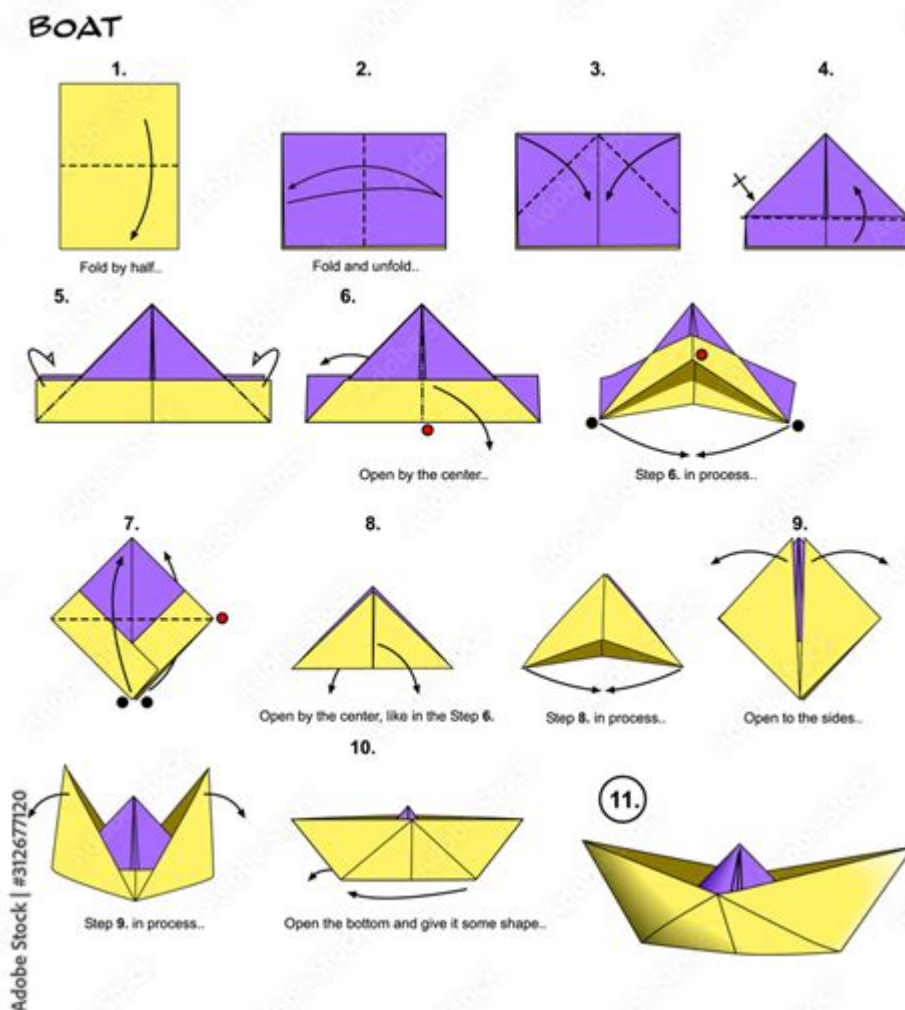 BOAT
1.
2.
3.
4.
Fold by half..
Fold and unfold..
5.
6.
Open by the center..
Step 6. in process..
7.
8.
9.
Open by the center, like in the Step 6.
Step 8. in process..
Open to the sides..
10.
11.
Step 9. in process..
Open the bottom and give it some shape..
Adobe Stock | #312677120